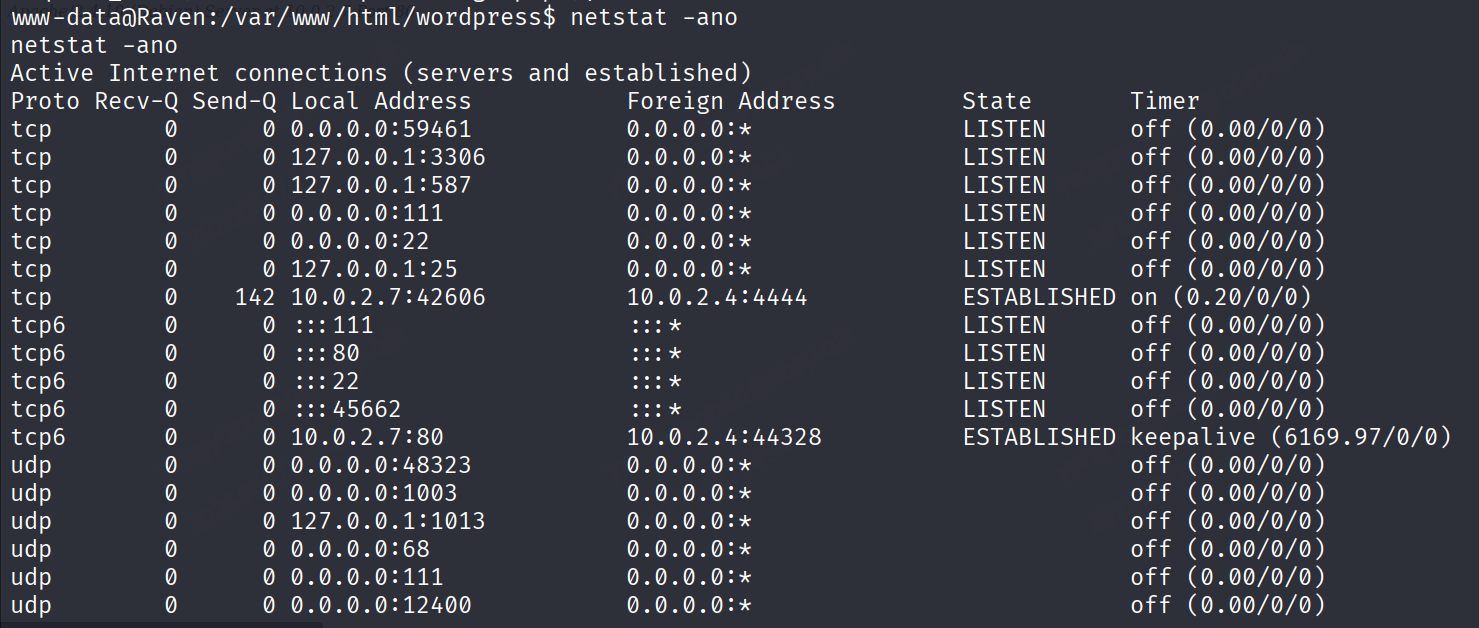 www-data@Raven:/var/www/html/wordpress$ netstat -ano
netstat -ano
Active Internet connections (servers and established)
Proto Recv-Q Send-Q Local Address           Foreign Address         State       Timer
tcp        0      0 0.0.0.0:59461           0.0.0.0:*               LISTEN      off (0.00/0/0)
tcp        0      0 127.0.0.1:3306          0.0.0.0:*               LISTEN      off (0.00/0/0)
tcp        0      0 127.0.0.1:587           0.0.0.0:*               LISTEN      off (0.00/0/0)
tcp        0      0 0.0.0.0:111             0.0.0.0:*               LISTEN      off (0.00/0/0)
tcp        0      0 0.0.0.0:22              0.0.0.0:*               LISTEN      off (0.00/0/0)
tcp        0      0 127.0.0.1:25            0.0.0.0:*               LISTEN      off (0.00/0/0)
tcp        0    142 10.0.2.7:42606          10.0.2.4:4444           ESTABLISHED on (0.20/0/0)
tcp6       0      0 :::111                  :::*                    LISTEN      off (0.00/0/0)
tcp6       0      0 :::80                   :::*                    LISTEN      off (0.00/0/0)
tcp6       0      0 :::22                   :::*                    LISTEN      off (0.00/0/0)
tcp6       0      0 :::45662                :::*                    LISTEN      off (0.00/0/0)
tcp6       0      0 10.0.2.7:80             10.0.2.4:44328          ESTABLISHED keepalive (6169.97/0/0)
udp        0      0 0.0.0.0:48323           0.0.0.0:*                           off (0.00/0/0)
udp        0      0 0.0.0.0:1003            0.0.0.0:*                           off (0.00/0/0)
udp        0      0 127.0.0.1:1013          0.0.0.0:*                           off (0.00/0/0)
udp        0      0 0.0.0.0:68              0.0.0.0:*                           off (0.00/0/0)
udp        0      0 0.0.0.0:111             0.0.0.0:*                           off (0.00/0/0)
udp        0      0 0.0.0.0:12400           0.0.0.0:*                           off (0.00/0/0)